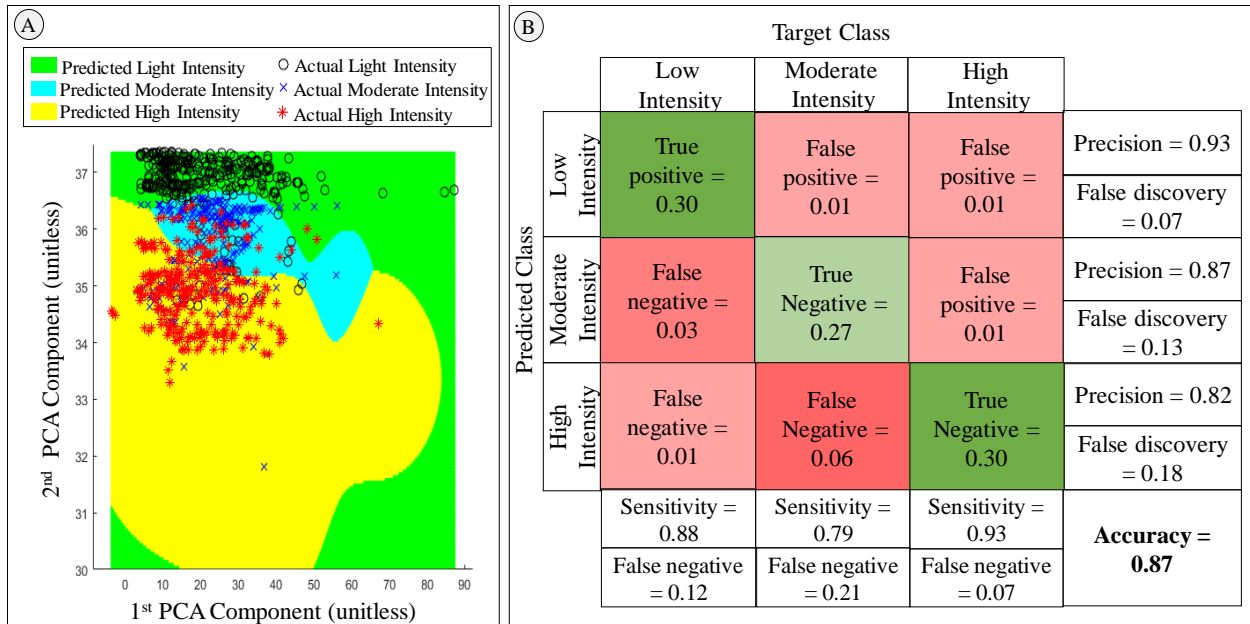 A
Predicted Light Intensity
Predicted Moderate Intensity
Predicted High Intensity
Actual Light Intensity
Actual Moderate Intensity
Actual High Intensity
2nd PCA Component (unitless)
37
36
35
34
33
32
31
30
0 10 20 30 40 50 60 70 80 90
1st PCA Component (unitless)
B
Target Class
Low
Intensity
Moderate
Intensity
High
Intensity
Predicted Class
Low
Intensity
True
positive =
0.30
False
positive =
0.01
False
positive =
0.01
Precision = 0.93
False discovery
= 0.07
Moderate
Intensity
False
negative =
0.03
True
Negative =
0.27
False
positive =
0.01
Precision = 0.87
False discovery
= 0.13
High
Intensity
False
negative =
0.01
False
Negative =
0.06
True
Negative =
0.30
Precision = 0.82
False discovery
= 0.18
Sensitivity =
0.88
Sensitivity =
0.79
Sensitivity =
0.93
False negative
= 0.12
False negative
= 0.21
False negative
= 0.07
Accuracy =
0.87